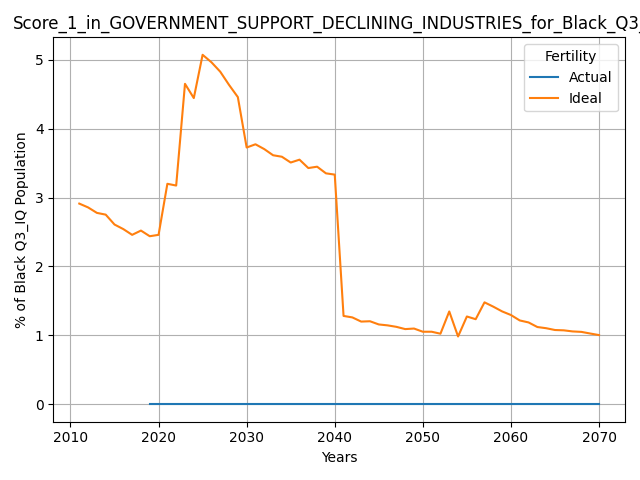 Score_1_in_GOVERNMENT_SUPPORT_DECLINING_INDUSTRIES_for_Black_Q3_
Fertility
Actual
Ideal
% of Black Q3_IQ Population
5
4
3
2
1
0
2010 2020 2030 2040 2050 2060 2070
Years